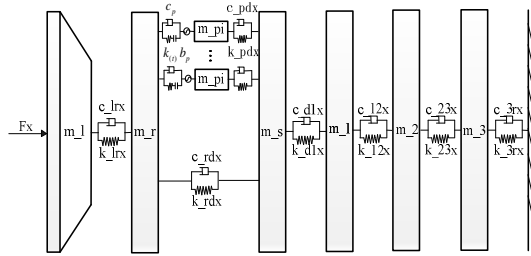 c_p
c_pdx
m_pi
k_(t) b_p
k_pdx
m_pi
Fx
m_l
c_lrx
k_lrx
m_r
c_rdx
k_rdx
m_s
c_d1x
k_d1x
m_1
c_12x
k_12x
m_2
c_23x
k_23x
m_3
c_3rx
k_3rx